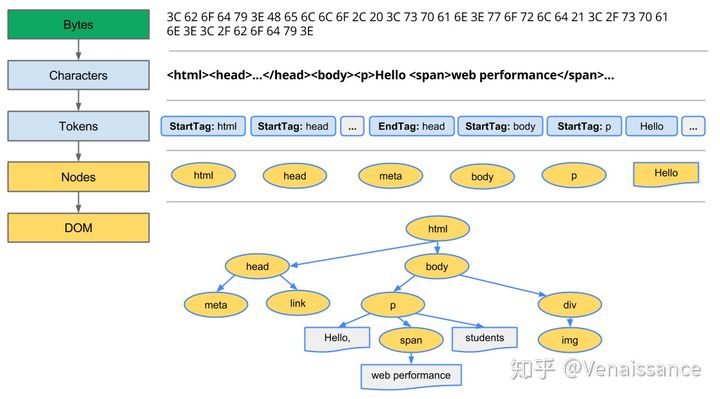 Bytes
3C 62 6F 64 79 3E 48 65 6C 6C 6F 2C 20 3C 73 70 61 6E 3E 77 6F 72 6C 64 21 3C 2F 73 70 61
6E 3E 3C 2F 62 6F 64 79 3E
Characters
<html><head>...</head><body><p>Hello <span>web performance</span>...
Tokens
StartTag: html StartTag: head ... EndTag: head StartTag: body StartTag: p Hello ...
Nodes
html head meta body p Hello
DOM
html
head body
meta link p div
Hello, span students img
web performance
知乎 @Venaissance